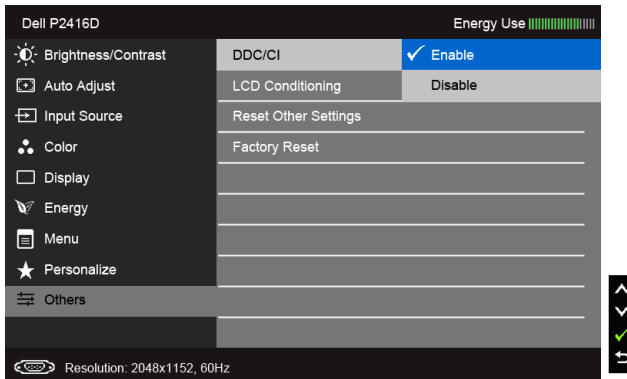 Dell P2416D
Energy Use
Brightness/Contrast
DDC/CI
Enable
Auto Adjust
LCD Conditioning
Disable
Input Source
Reset Other Settings
Color
Factory Reset
Display
Energy
Menu
Personalize
Others
Resolution: 2048x1152, 60Hz